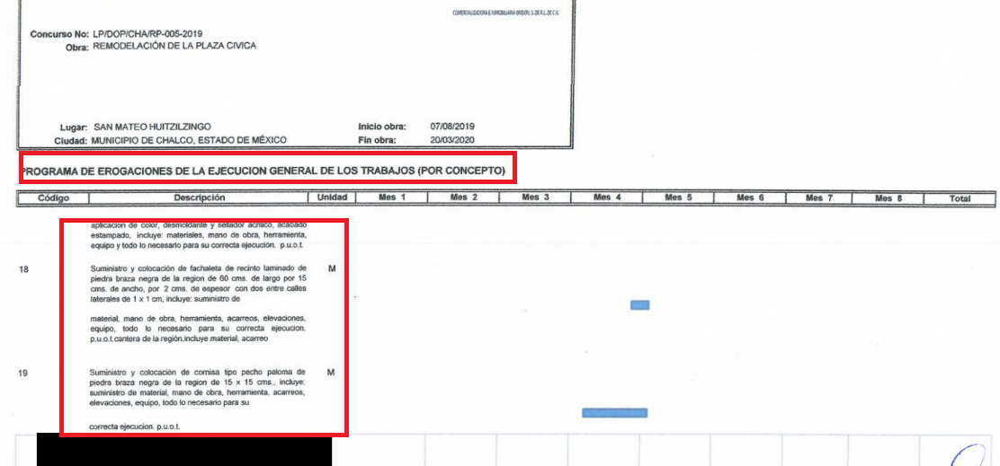 COMERCIALIZADORA E INMOBILIARIA BRIDEN, S. DE R.L. DE C.V.
Concurso No: LP/DOP/CHA/RP-005-2019
Obra: REMODELACIÓN DE LA PLAZA CIVICA
Lugar: SAN MATEO HUITZILZINGO Inicio obra: 07/08/2019
Ciudad: MUNICIPIO DE CHALCO, ESTADO DE MÉXICO Fin obra: 20/03/2020
PROGRAMA DE EROGACIONES DE LA EJECUCION GENERAL DE LOS TRABAJOS (POR CONCEPTO)
Código Descripción Unidad Mes 1 Mes 2 Mes 3 Mes 4 Mes 5 Mes 6 Mes 7 Mes 8 Total
aplicacion de color, desmoldante y sellador acrilico, acabado
estampado, incluye: materiales, mano de obra, herramienta,
equipo y todo lo necesario para su correcta ejecución. p.u.o.t.
18 Suministro y colocación de fachaleta de recinto laminado de M
piedra braza negra de la region de 60 cms. de largo por 15
cms. de ancho, por 2 cms. de espesor con dos entre calles
laterales de 1 x 1 cm, incluye: suministro de
material, mano de obra, herramienta, acarreos, elevaciones,
equipo, todo lo necesario para su correcta ejecucion.
p.u.o.t.cantera de la región.incluye material, acarreo
19 Suministro y colocación de cornisa tipo pecho paloma de M
piedra braza negra de la region de 15 x 15 cms., incluye:
suministro de material, mano de obra, herramienta, acarreos,
elevaciones, equipo, todo lo necesario para su
correcta ejecucion. p.u.o.t.